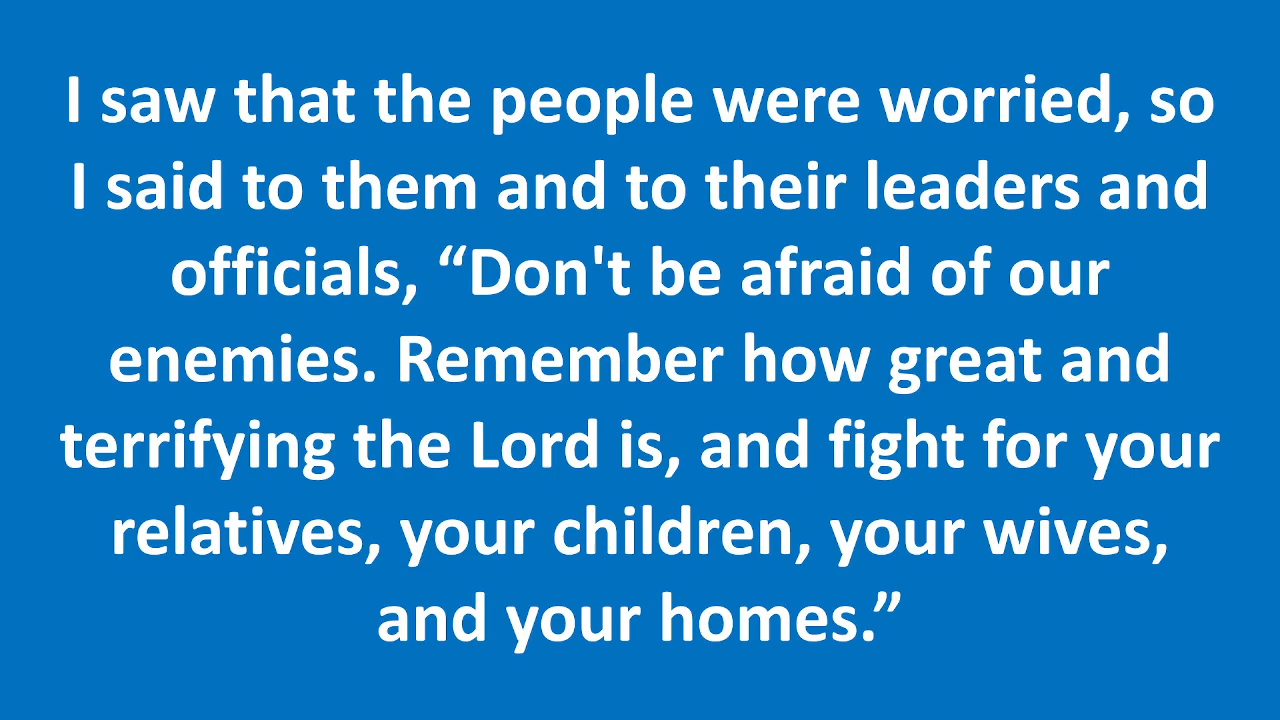 I saw that the people were worried, so
I said to them and to their leaders and
officials, “Don't be afraid of our
enemies. Remember how great and
terrifying the Lord is, and fight for your
relatives, your children, your wives,
and your homes.”